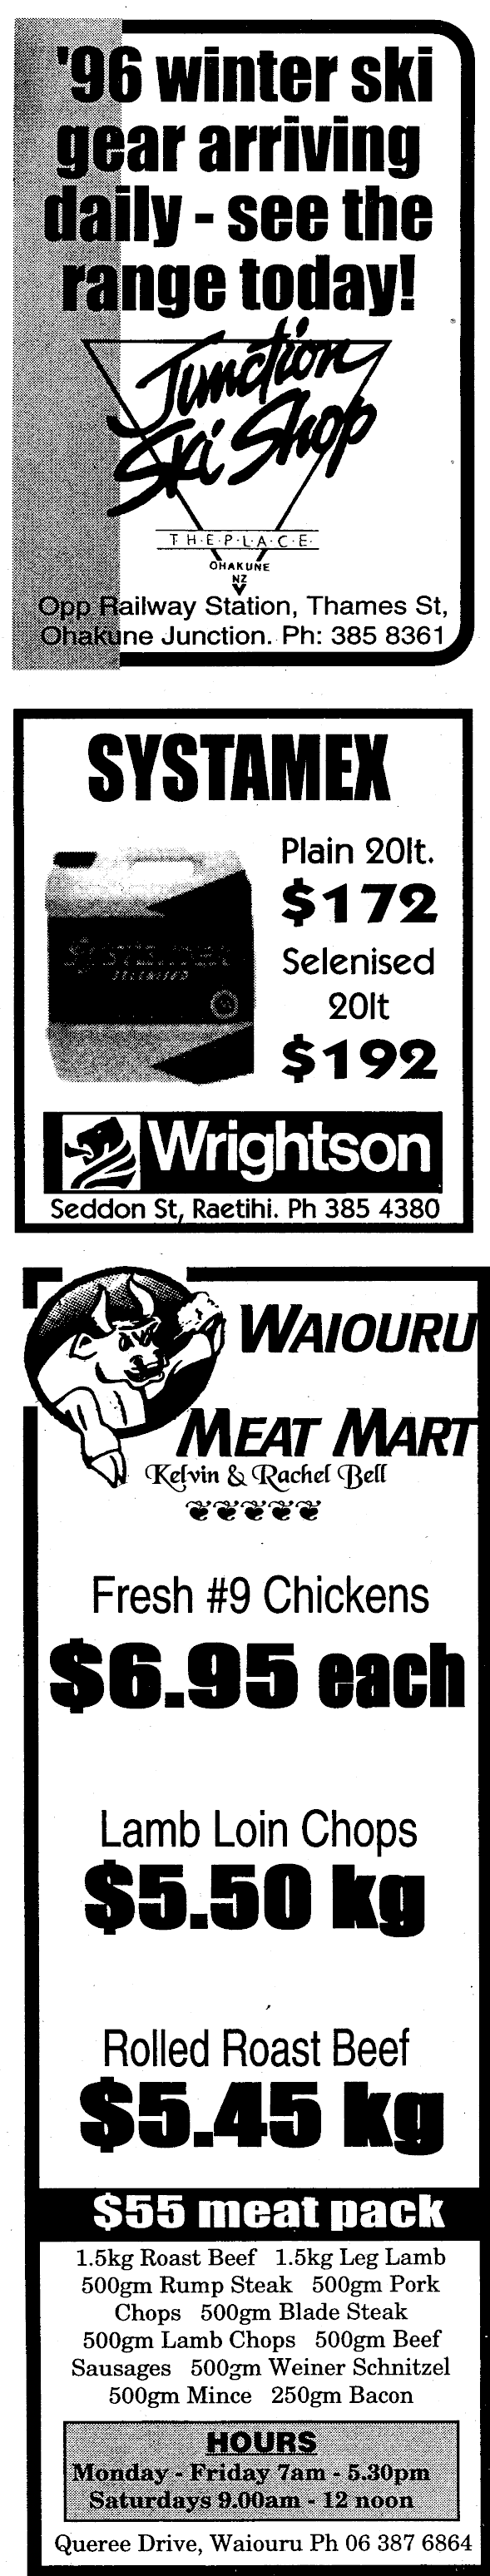 '96 winter ski
gear arriving
daily - see the
range today!
Junction
Ski Shop
T·H·E·P·L·A·C·E·
OHAKUNE
NZ
Opp Railway Station, Thames St,
Ohakune Junction. Ph: 385 8361
SYSTAMEX
Plain 20lt.
$172
Systamex
SELENISED
Selenised
20lt
$192
Wrightson
Seddon St, Raetihi. Ph 385 4380
WAIOURU
MEAT MART
Kelvin & Rachel Bell
Fresh #9 Chickens
$6.95 each
Lamb Loin Chops
$5.50 kg
Rolled Roast Beef
$5.45 kg
$55 meat pack
1.5kg Roast Beef 1.5kg Leg Lamb
500gm Rump Steak 500gm Pork
Chops 500gm Blade Steak
500gm Lamb Chops 500gm Beef
Sausages 500gm Weiner Schnitzel
500gm Mince 250gm Bacon
HOURS
Monday - Friday 7am - 5.30pm
Saturdays 9.00am - 12 noon
Queree Drive, Waiouru Ph 06 387 6864